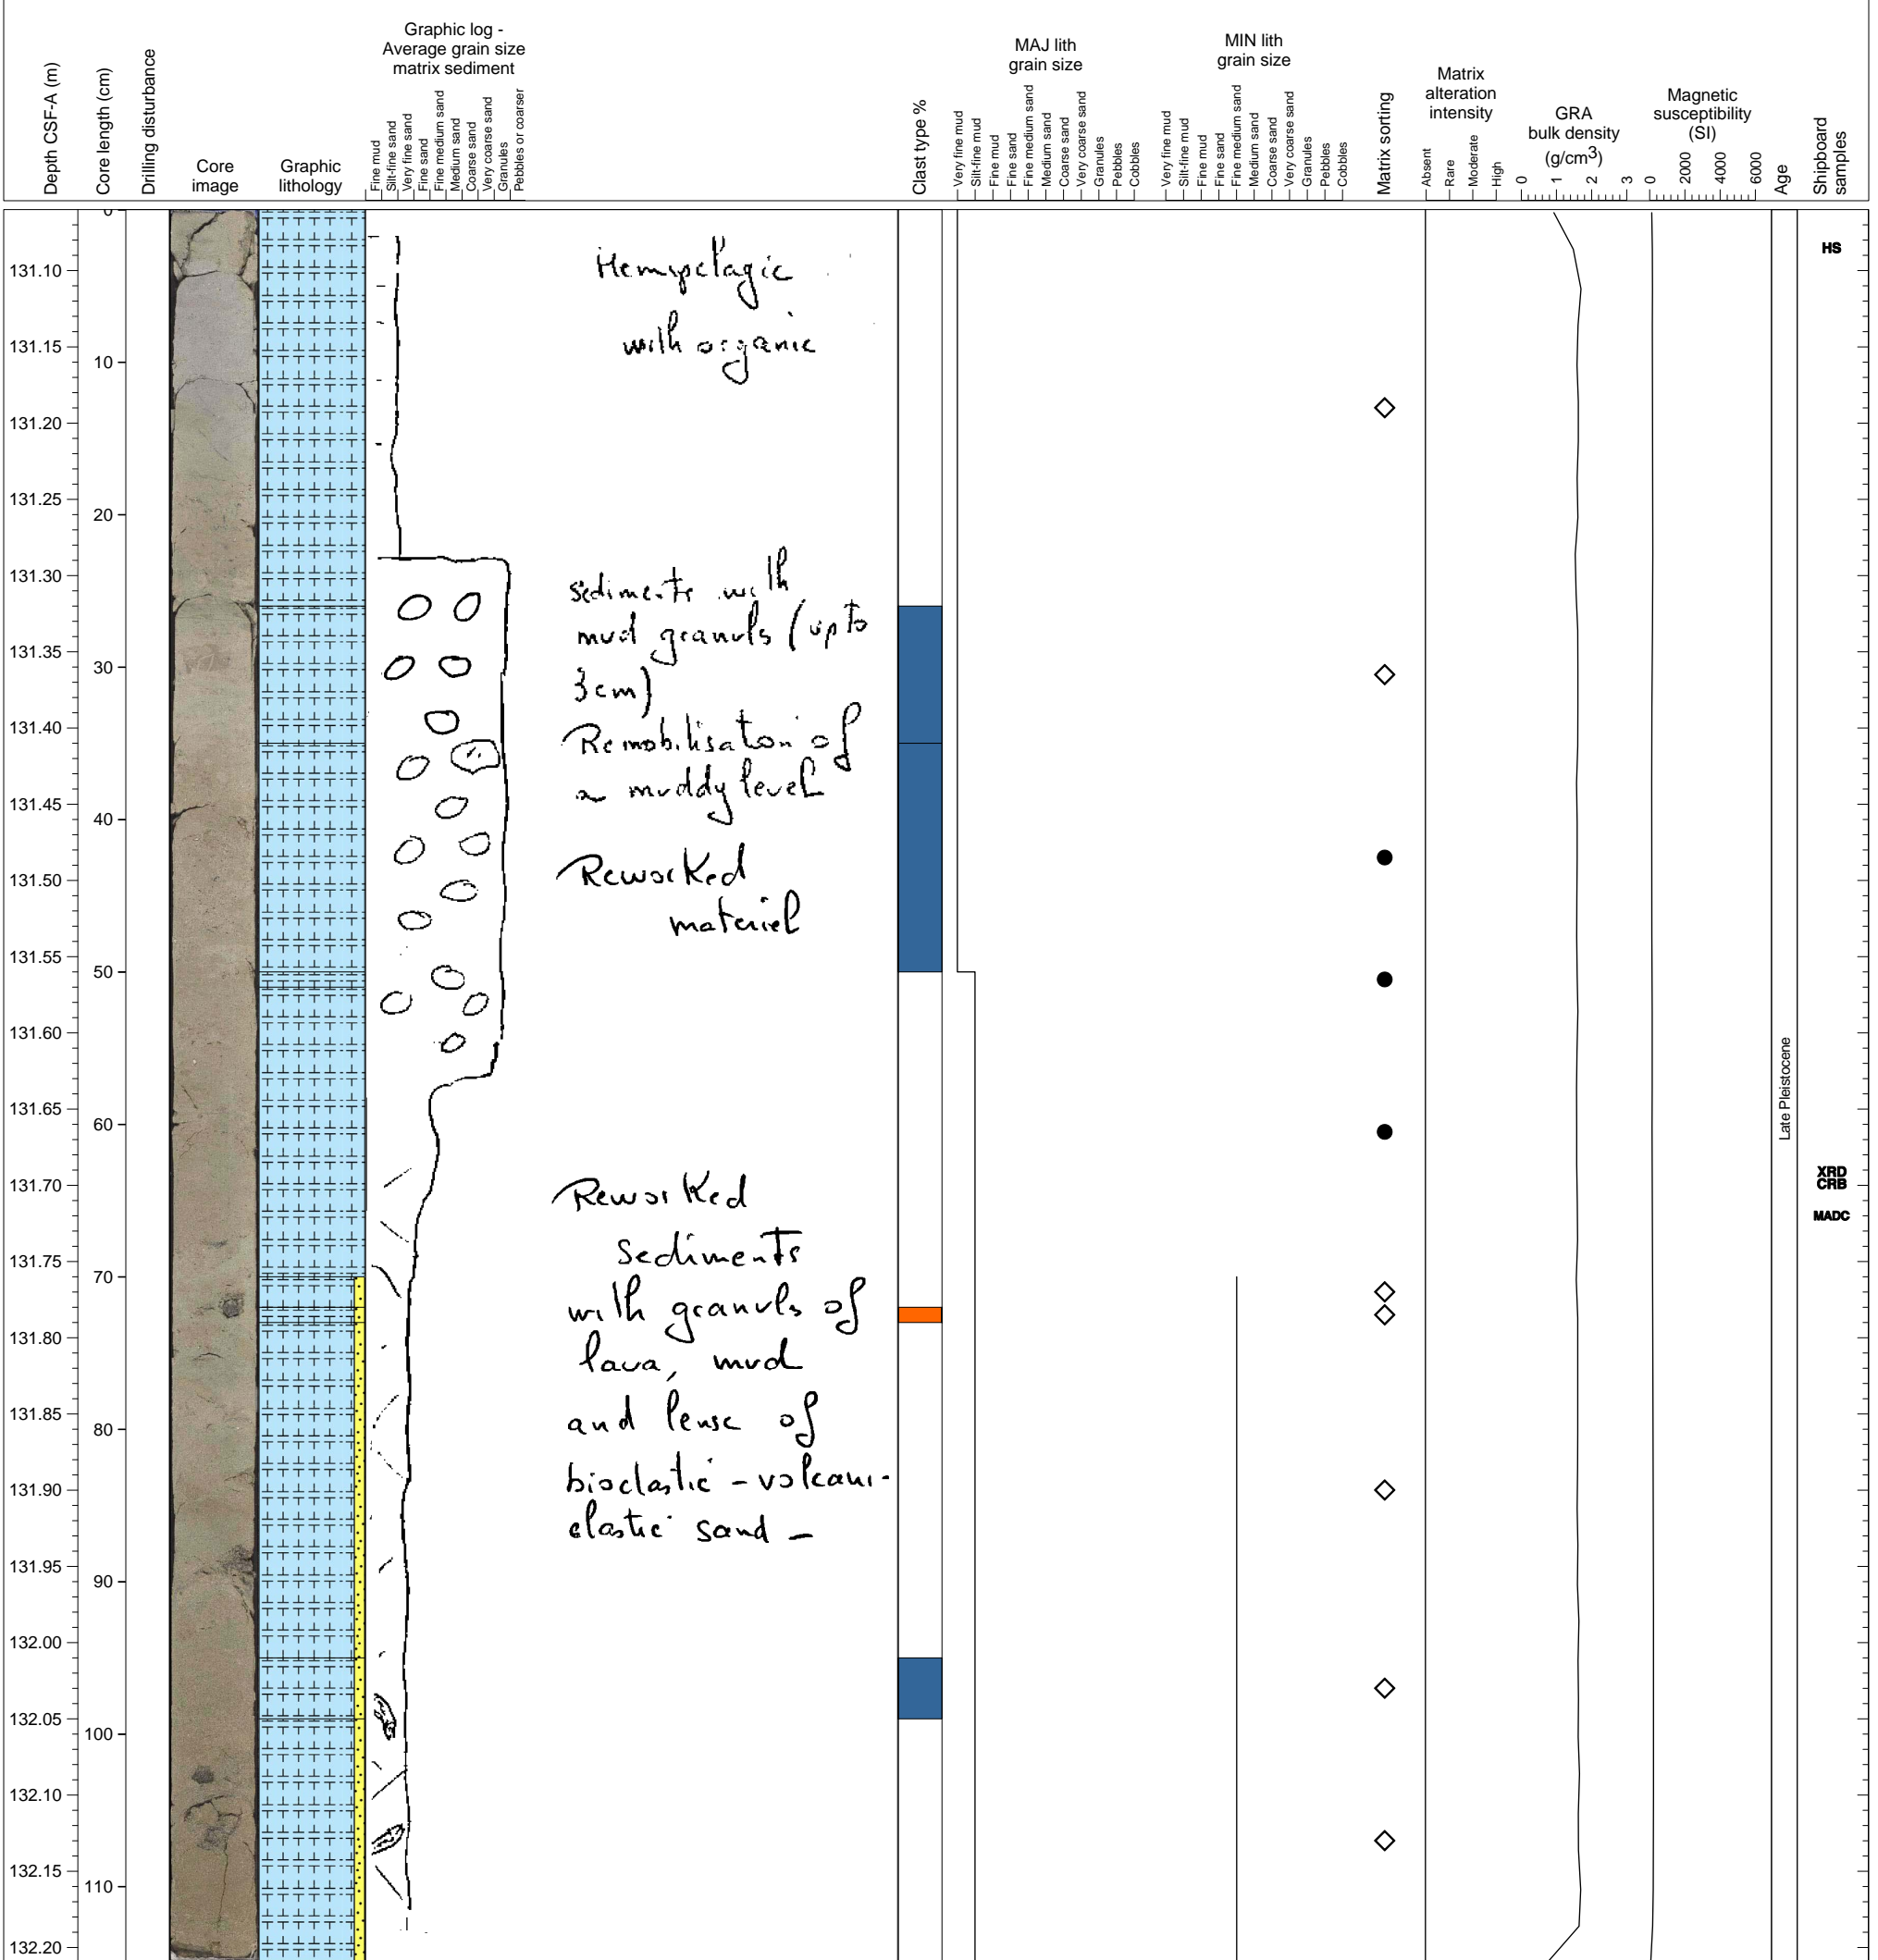 Depth CSF-A (m)
Core length (cm)
Drilling disturbance
Core
image
Graphic
lithology
Graphic log -
Average grain size
matrix sediment
Fine mud
Silt-fine sand
Very fine sand
Fine sand
Fine medium sand
Medium sand
Coarse sand
Very coarse sand
Granules
Pebbles or coarser
Clast type %
MAJ lith
grain size
Very fine mud
Silt-fine mud
Fine mud
Fine sand
Fine medium sand
Medium sand
Coarse sand
Very coarse sand
Granules
Pebbles
Cobbles
MIN lith
grain size
Very fine mud
Silt-fine mud
Fine mud
Fine sand
Fine medium sand
Medium sand
Coarse sand
Very coarse sand
Granules
Pebbles
Cobbles
Matrix sorting
Matrix
alteration
intensity
Absent
Rare
Moderate
High
GRA
bulk density
(g/cm3)
0 1 2 3
Magnetic
susceptibility
(SI)
0 2000 4000 6000
Age
Shipboard
samples
131.10
131.15
131.20
131.25
131.30
131.35
131.40
131.45
131.50
131.55
131.60
131.65
131.70
131.75
131.80
131.85
131.90
131.95
132.00
132.05
132.10
132.15
132.20
0
10
20
30
40
50
60
70
80
90
100
110
Hemipelagic
with organic
sediments with
mud granuls (up to
3cm)
Remobilisation of
a muddy level
Reworked
materiel
Reworked
Sediments
with granuls of
lava, mud
and lense of
bioclastic - volcani-
clastic sand -
Late Pleistocene
HS
XRD
CRB
MADC